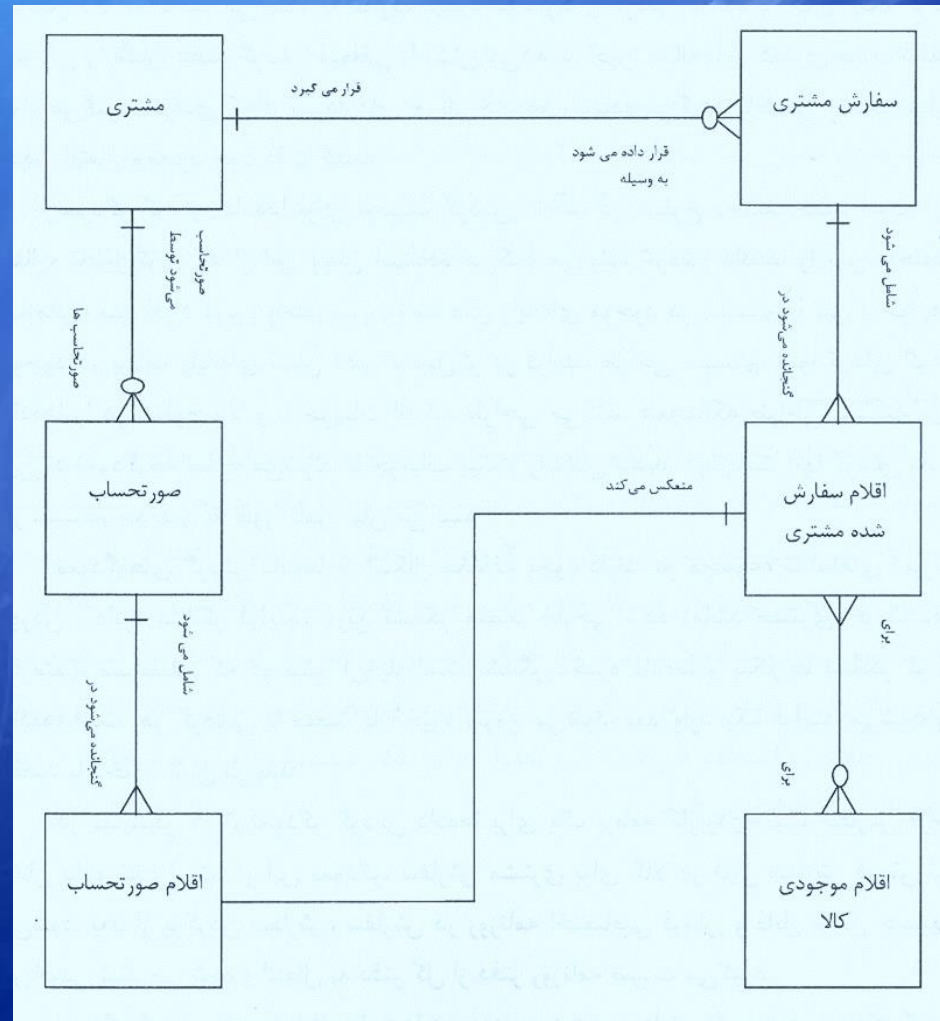 سفارش مشتری
قرار می گیرد
مشتری
قرار داده می شود
به وسیله
شامل می شود
گنجانده می‌شود در
صورتحاسب
می‌شود توسط
صورتحاسب ها
اقلام سفارش
شده مشتری
منعکس می‌کند
صورتحساب
برای
برای
شامل می شود
گنجانده می‌شود در
اقلام موجودی
کالا
اقلام صورتحساب